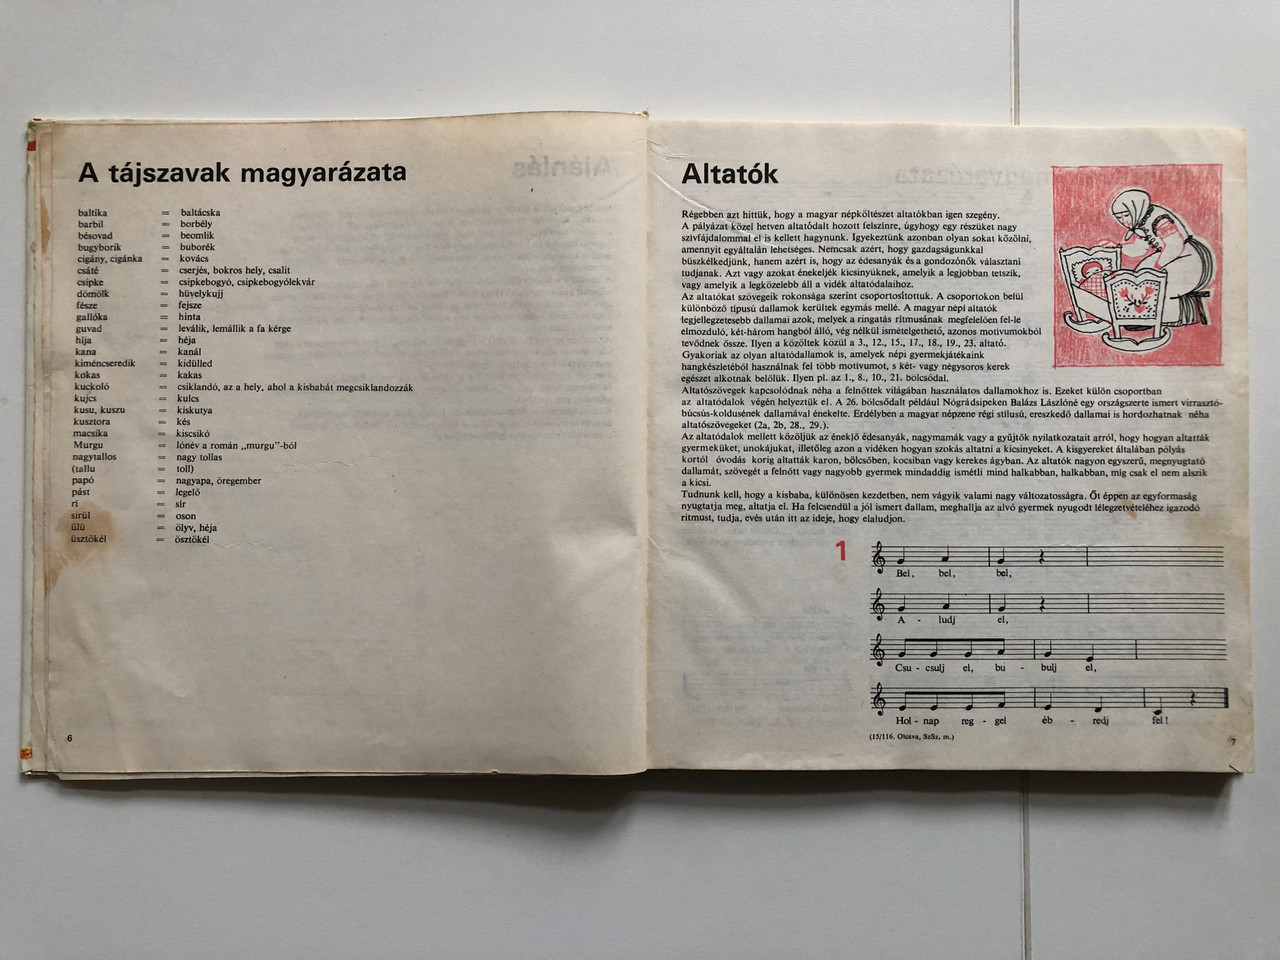 A tájszavak magyarázata
baltika = baltácska
barbil = borbély
bésovad = beomlik
bugyborik = buborék
cigány, cigánka = kovács
csáté = cserjés, bokros hely, csalit
csipke = csipkebogyó, csipkebogyólekvár
dömölk = hüvelykujj
fésze = fejsze
gallóka = hinta
guvad = leválik, lemállik a fa kérge
hija = héja
kana = kanál
kiméncseredik = kidülled
kokas = kakas
kuckoló = csiklandó, az a hely, ahol a kisbabát megcsiklandozzák
kujcs = kulcs
kusu, kuszu = kiskutya
kusztora = kés
macsika = kiscsikó
Murgu = lónév a román „murgu"-ból
nagytallos = nagy tollas
(tallu = toll)
papó = nagyapa, öregember
pást = legelő
rí = sír
sirül = oson
ülü = ölyv, héja
üsztökél = ösztökél
6
Altatók
Régebben azt hittük, hogy a magyar népköltészet altatókban igen szegény.
A pályázat közel hetven altatódalt hozott felszínre, úgyhogy egy részüket nagy
szívfájdalommal el is kellett hagynunk. Igyekeztünk azonban olyan sokat közölni,
amennyit egyáltalán lehetséges. Nemcsak azért, hogy gazdagságunkkal
büszkélkedjünk, hanem azért is, hogy az édesanyák és a gondozónők választani
tudjanak. Azt vagy azokat énekeljék kicsinyüknek, amelyik a legjobban tetszik,
vagy amelyik a legközelebb áll a vidék altatódalaihoz.
Az altatókat szövegeik rokonsága szerint csoportosítottuk. A csoportokon belül
különböző típusú dallamok kerültek egymás mellé. A magyar népi altatók
legjellegzetesebb dallamai azok, melyek a ringatás ritmusának megfelelően fel-le
elmozduló, két-három hangból álló, vég nélkül ismételgethető, azonos motívumokból
tevődnek össze. Ilyen a közöltek közül a 3., 12., 15., 17., 18., 19., 23. altató.
Gyakoriak az olyan altatódallamok is, amelyek népi gyermekjátékaink
hangkészletéből használnak fel több motívumot, s két- vagy négysoros kerek
egészet alkotnak belőlük. Ilyen pl. az 1., 8., 10., 21. bölcsődal.
Altatószövegek kapcsolódnak néha a felnőttek világában használatos dallamokhoz is. Ezeket külön csoportban
az altatódalok végén helyeztük el. A 26. bölcsődalt például Nógrádsipeken Balázs Lászlóné egy országszerte ismert virrasztó-
búcsús-koldusének dallamával énekelte. Erdélyben a magyar népzene régi stílusú, ereszkedő dallamai is hordozhatnak néha
altatószövegeket (2a, 2b, 28., 29.).
Az altatódalok mellett közöljük az éneklő édesanyák, nagymamák vagy a gyűjtők nyilatkozatait arról, hogy hogyan altatták
gyermeküket, unokájukat, illetőleg azon a vidéken hogyan szokás altatni a kicsinyeket. A kisgyereket általában pólyás
kortól óvodás korig altatták karon, bölcsőben, kocsiban vagy kerekes ágyban. Az altatók nagyon egyszerű, megnyugtató
dallamát, szövegét a felnőtt vagy nagyobb gyermek mindaddig ismétli mind halkabban, halkabban, míg csak el nem alszik
a kicsi.
Tudnunk kell, hogy a kisbaba, különösen kezdetben, nem vágyik valami nagy változatosságra. Őt éppen az egyformaság
nyugtatja meg, altatja el. Ha felcsendül a jól ismert dallam, meghallja az alvó gyermek nyugodt lélegzetvételéhez igazodó
ritmust, tudja, evés után itt az ideje, hogy elaludjon.
1
Bel, bel, bel,
A - ludj el,
Csu - csulj el, bu - bulj el,
Hol - nap reg - gel éb - redj fel!
(15/116. Olcsva, SzSz. m.)
7